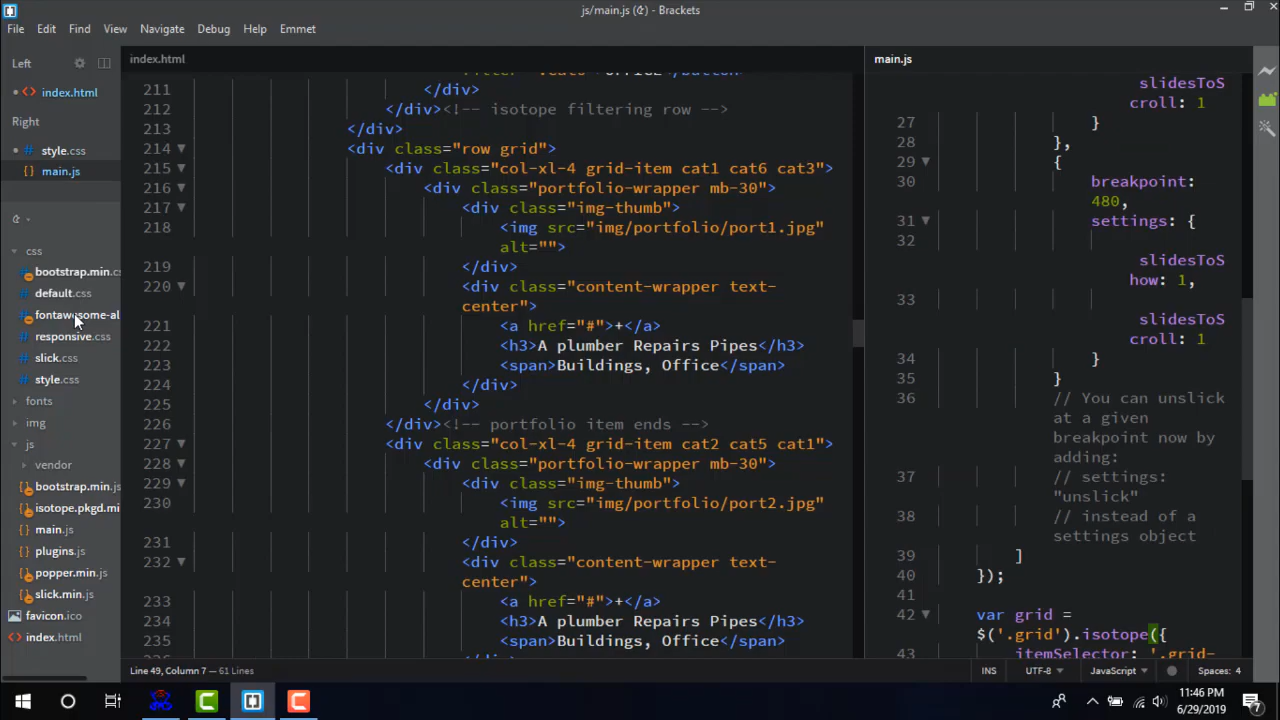 js/main.js (ሴ) - Brackets
File Edit Find View Navigate Debug Help Emmet
Left
index.html
Right
style.css
main.js
css
bootstrap.min.cs
default.css
fontawesome-al
responsive.css
slick.css
style.css
fonts
img
js
vendor
bootstrap.min.js
isotope.pkgd.mi
main.js
plugins.js
popper.min.js
slick.min.js
favicon.ico
index.html
index.html
211 </div>
212 </div><!-- isotope filtering row -->
213 </div>
214 <div class="row grid">
215 <div class="col-xl-4 grid-item cat1 cat6 cat3">
216 <div class="portfolio-wrapper mb-30">
217 <div class="img-thumb">
218 <img src="img/portfolio/port1.jpg"
alt="">
219 </div>
220 <div class="content-wrapper text-
center">
221 <a href="#">+</a>
222 <h3>A plumber Repairs Pipes</h3>
223 <span>Buildings, Office</span>
224 </div>
225 </div>
226 </div><!-- portfolio item ends -->
227 <div class="col-xl-4 grid-item cat2 cat5 cat1">
228 <div class="portfolio-wrapper mb-30">
229 <div class="img-thumb">
230 <img src="img/portfolio/port2.jpg"
alt="">
231 </div>
232 <div class="content-wrapper text-
center">
233 <a href="#">+</a>
234 <h3>A plumber Repairs Pipes</h3>
235 <span>Buildings, Office</span>
main.js
slidesToS
croll: 1
27 }
28 },
29 {
30 breakpoint:
480,
31 settings: {
32
slidesToS
how: 1,
33
slidesToS
croll: 1
34 }
35 }
36 // You can unslick
at a given
breakpoint now by
adding:
37 // settings:
"unslick"
38 // instead of a
settings object
39 ]
40 });
41
42 var grid =
$('.grid').isotope({
43 itemSelector: '.grid-
Line 49, Column 7 — 61 Lines
INS UTF-8 JavaScript Spaces: 4
11:46 PM
6/29/2019
7